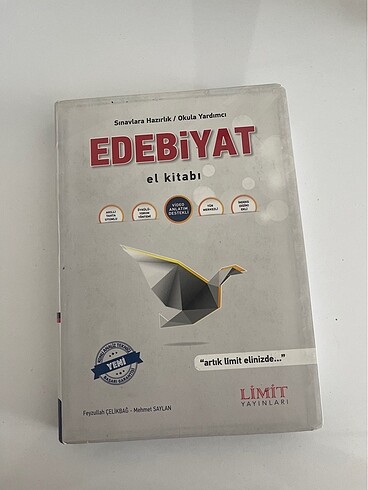 Sınavlara Hazırlık / Okula Yardımcı
EDEBİYAT
el kitabı
VİDEO
ANLATIM
DESTEKLİ
YENİ
"artık limit elinizde..."
LİMİT
YAYINLARI
Feyzullah ÇELİKBAĞ - Mehmet SAYLAN